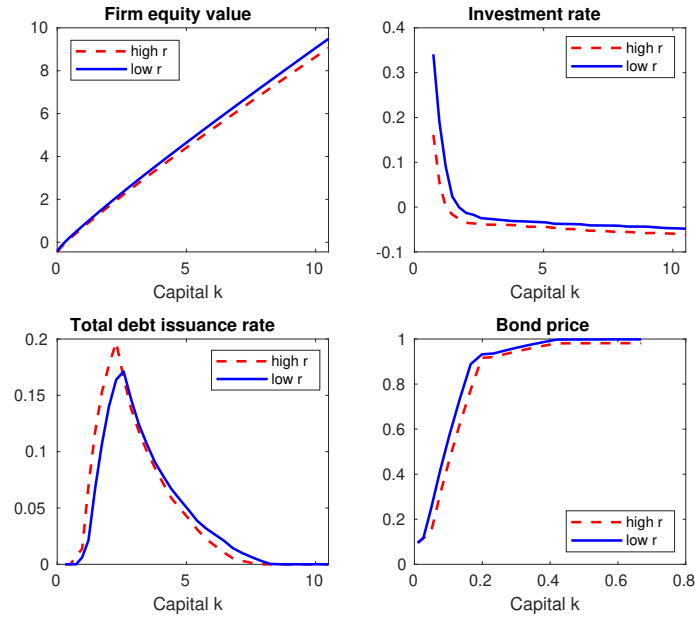 Firm equity value
10
8
6
4
2
0
0
5
10
high r
low r
Capital k
Investment rate
0.4
0.3
0.2
0.1
0
-0.1
5
10
high r
low r
Capital k
Total debt issuance rate
0.2
0.15
0.1
0.05
0
0
5
10
high r
low r
Capital k
Bond price
1
0.8
0.6
0.4
0.2
0
0
0.2
0.4
0.6
0.8
high r
low r
Capital k